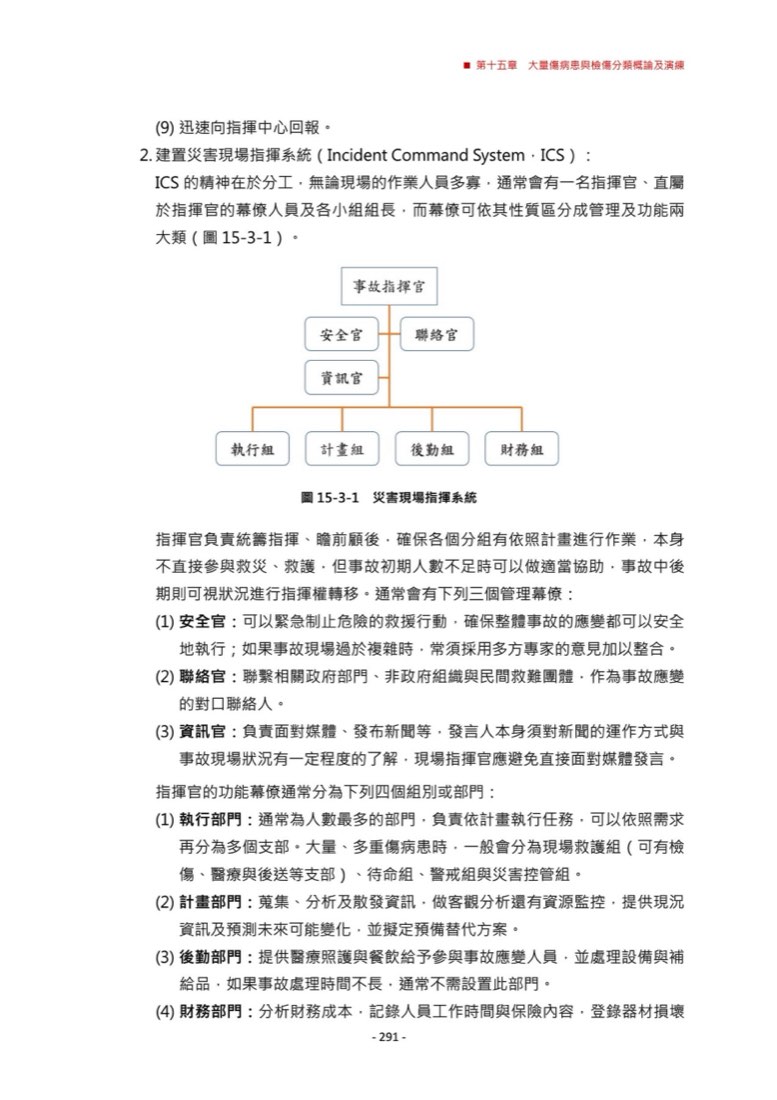 ■ 第十五章　大量傷病患與檢傷分類概論及演練
(9) 迅速向指揮中心回報。
2. 建置災害現場指揮系統（Incident Command System，ICS）：
ICS 的精神在於分工，無論現場的作業人員多寡，通常會有一名指揮官、直屬
於指揮官的幕僚人員及各小組組長，而幕僚可依其性質區分成管理及功能兩
大類（圖 15-3-1）。
事故指揮官
安全官　聯絡官
資訊官
執行組　計畫組　後勤組　財務組
圖 15-3-1　災害現場指揮系統
指揮官負責統籌指揮、瞻前顧後，確保各個分組有依照計畫進行作業，本身
不直接參與救災、救護，但事故初期人數不足時可以做適當協助，事故中後
期則可視狀況進行指揮權轉移。通常會有下列三個管理幕僚：
(1) 安全官：可以緊急制止危險的救援行動，確保整體事故的應變都可以安全
地執行；如果事故現場過於複雜時，常須採用多方專家的意見加以整合。
(2) 聯絡官：聯繫相關政府部門、非政府組織與民間救難團體，作為事故應變
的對口聯絡人。
(3) 資訊官：負責面對媒體、發布新聞等，發言人本身須對新聞的運作方式與
事故現場狀況有一定程度的了解，現場指揮官應避免直接面對媒體發言。
指揮官的功能幕僚通常分為下列四個組別或部門：
(1) 執行部門：通常為人數最多的部門，負責依計畫執行任務，可以依照需求
再分為多個支部。大量、多重傷病患時，一般會分為現場救護組（可有檢
傷、醫療與後送等支部）、待命組、警戒組與災害控管組。
(2) 計畫部門：蒐集、分析及散發資訊，做客觀分析還有資源監控，提供現況
資訊及預測未來可能變化，並擬定預備替代方案。
(3) 後勤部門：提供醫療照護與餐飲給予參與事故應變人員，並處理設備與補
給品，如果事故處理時間不長，通常不需設置此部門。
(4) 財務部門：分析財務成本，記錄人員工作時間與保險內容，登錄器材損壞
- 291 -